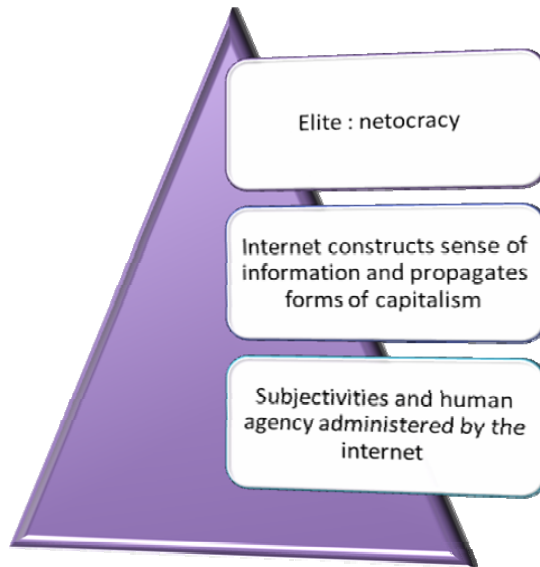 Elite : netocracy
Internet constructs sense of
information and propagates
forms of capitalism
Subjectivities and human
agency administered by the
internet